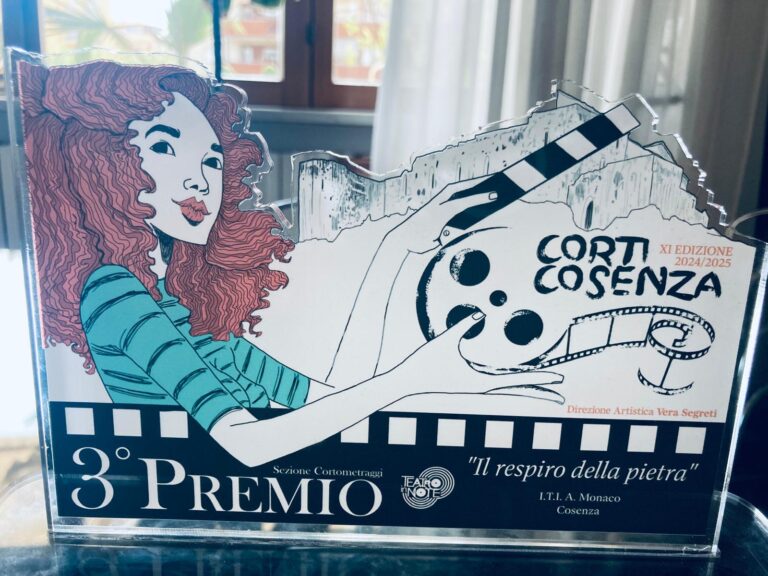 CORTI
COSENZA
XI EDIZIONE
2024/2025
Direzione Artistica Vera Segreti
3° PREMIO
Sezione Cortometraggi
TEATRO
IN NOTE
"Il respiro della pietra"
I.T.I. A. Monaco
Cosenza